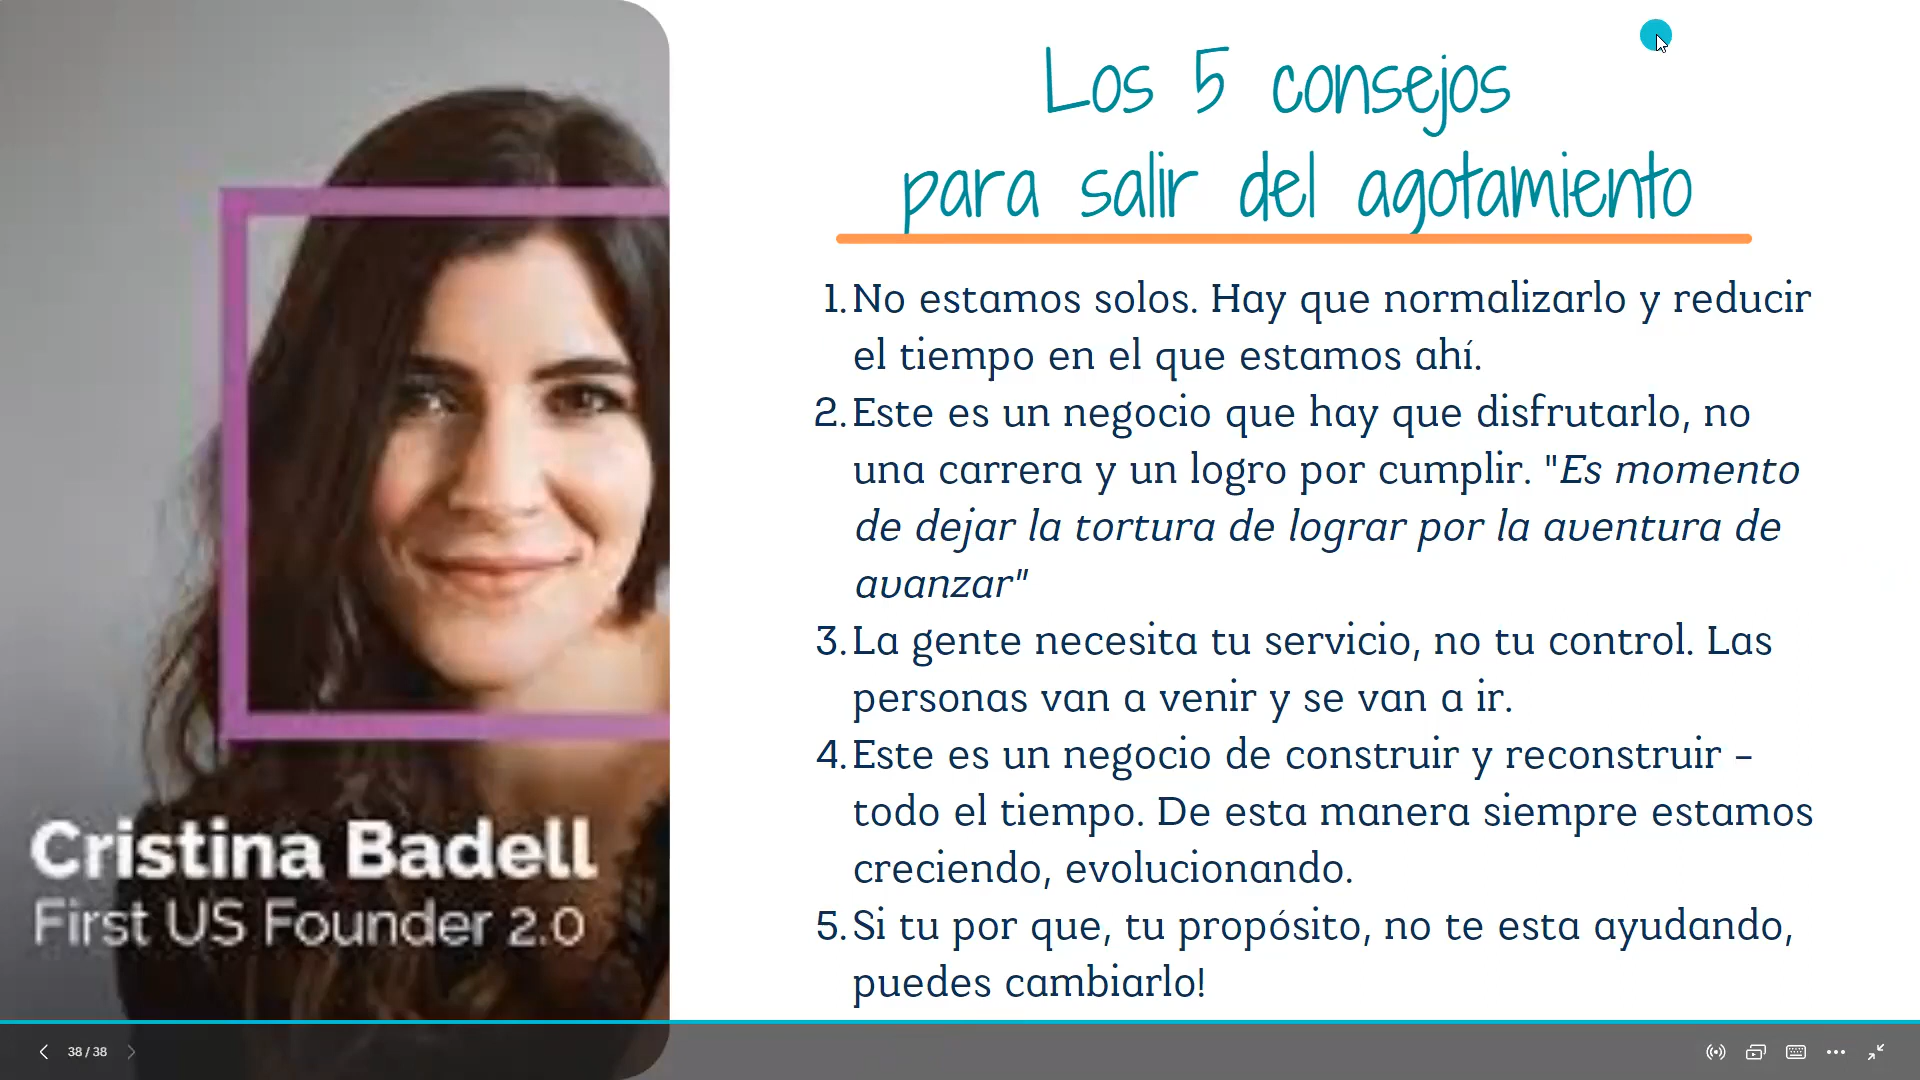 Los 5 consejos
para salir del agotamiento
1. No estamos solos. Hay que normalizarlo y reducir
el tiempo en el que estamos ahí.
2. Este es un negocio que hay que disfrutarlo, no
una carrera y un logro por cumplir. "Es momento
de dejar la tortura de lograr por la aventura de
avanzar"
3. La gente necesita tu servicio, no tu control. Las
personas van a venir y se van a ir.
4. Este es un negocio de construir y reconstruir -
todo el tiempo. De esta manera siempre estamos
creciendo, evolucionando.
5. Si tu por que, tu propósito, no te esta ayudando,
puedes cambiarlo!
Cristina Badell
First US Founder 2.0
38 / 38